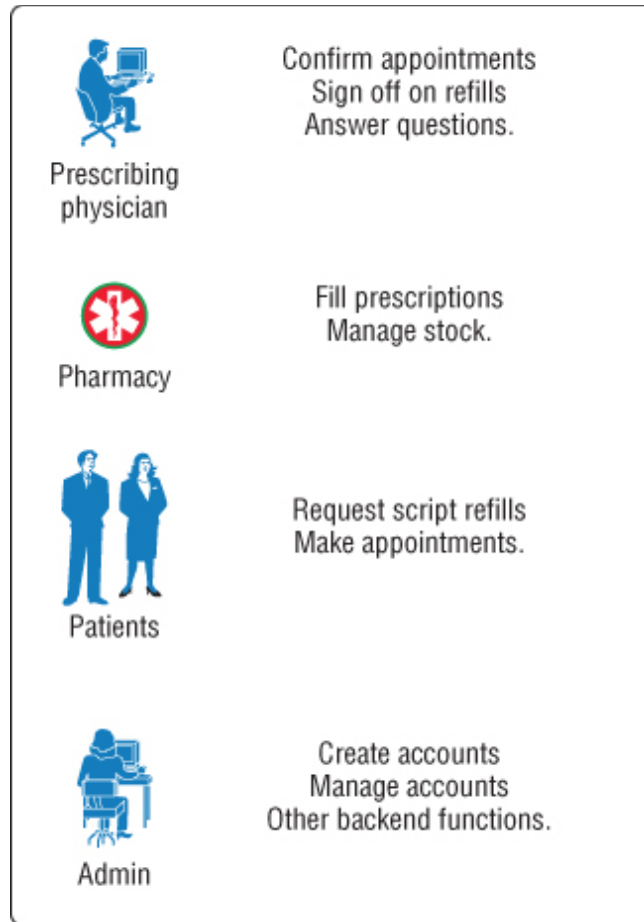 Confirm appointments
Sign off on refills
Answer questions.
Prescribing
physician
Fill prescriptions
Manage stock.
Pharmacy
Request script refills
Make appointments.
Patients
Create accounts
Manage accounts
Other backend functions.
Admin